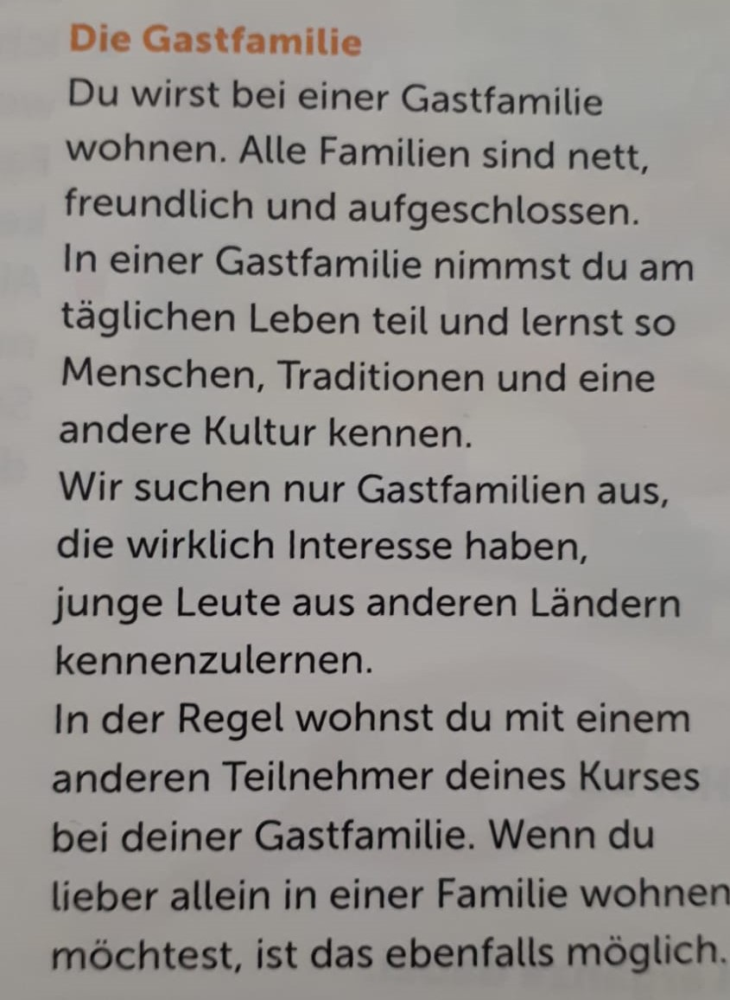 Die Gastfamilie
Du wirst bei einer Gastfamilie
wohnen. Alle Familien sind nett,
freundlich und aufgeschlossen.
In einer Gastfamilie nimmst du am
täglichen Leben teil und lernst so
Menschen, Traditionen und eine
andere Kultur kennen.
Wir suchen nur Gastfamilien aus,
die wirklich Interesse haben,
junge Leute aus anderen Ländern
kennenzulernen.
In der Regel wohnst du mit einem
anderen Teilnehmer deines Kurses
bei deiner Gastfamilie. Wenn du
lieber allein in einer Familie wohnen
möchtest, ist das ebenfalls möglich.